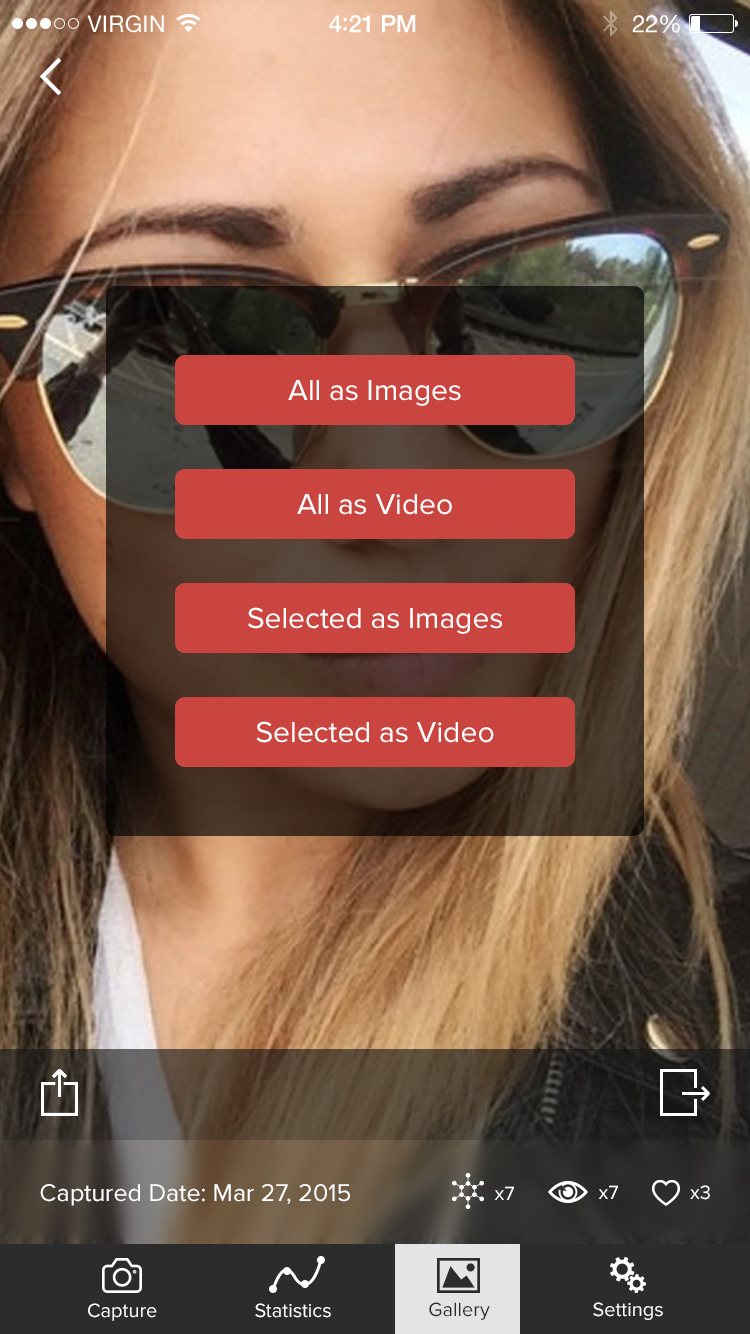 VIRGIN 4:21 PM 22%
All as Images
All as Video
Selected as Images
Selected as Video
Captured Date: Mar 27, 2015 x7 x7 x3
Capture Statistics Gallery Settings